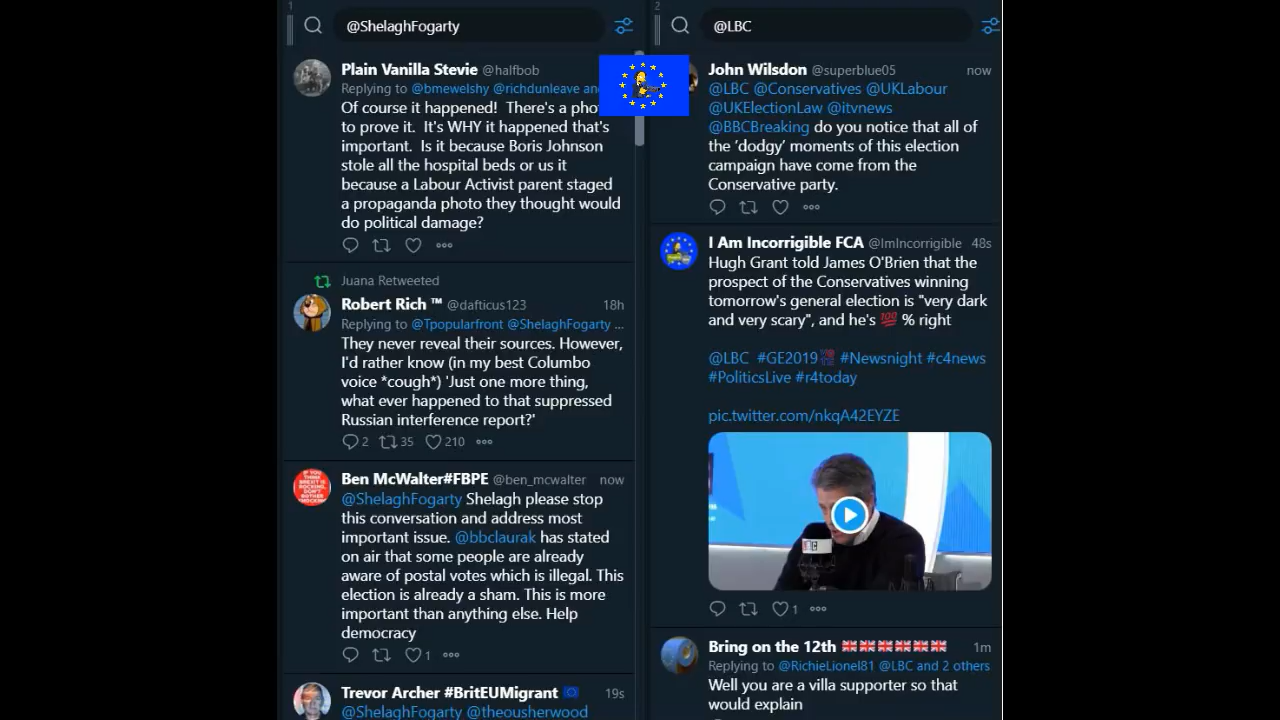 1
@ShelaghFogarty
Plain Vanilla Stevie @halfbob
Replying to @bmewelshy @richdunleave an
Of course it happened! There's a pho
to prove it. It's WHY it happened that's
important. Is it because Boris Johnson
stole all the hospital beds or us it
because a Labour Activist parent staged
a propaganda photo they thought would
do political damage?
Juana Retweeted
Robert Rich ™ @dafticus123 18h
Replying to @Tpopularfront @ShelaghFogarty ...
They never reveal their sources. However,
I'd rather know (in my best Columbo
voice *cough*) 'Just one more thing,
what ever happened to that suppressed
Russian interference report?'
2 35 210
Ben McWalter#FBPE @ben_mcwalter now
@ShelaghFogarty Shelagh please stop
this conversation and address most
important issue. @bbclaurak has stated
on air that some people are already
aware of postal votes which is illegal. This
election is already a sham. This is more
important than anything else. Help
democracy
1
Trevor Archer #BritEUMigrant 19s
@ShelaghFogarty @theousherwood
2
@LBC
John Wilsdon @superblue05 now
@LBC @Conservatives @UKLabour
@UKElectionLaw @itvnews
@BBCBreaking do you notice that all of
the 'dodgy' moments of this election
campaign have come from the
Conservative party.
I Am Incorrigible FCA @ImIncorrigible 48s
Hugh Grant told James O'Brien that the
prospect of the Conservatives winning
tomorrow's general election is "very dark
and very scary", and he's 💯 % right
@LBC #GE2019 #Newsnight #c4news
#PoliticsLive #r4today
pic.twitter.com/nkqA42EYZE
1
Bring on the 12th 🇬🇧🇬🇧🇬🇧🇬🇧🇬🇧🇬🇧 1m
Replying to @RichieLionel81 @LBC and 2 others
Well you are a villa supporter so that
would explain